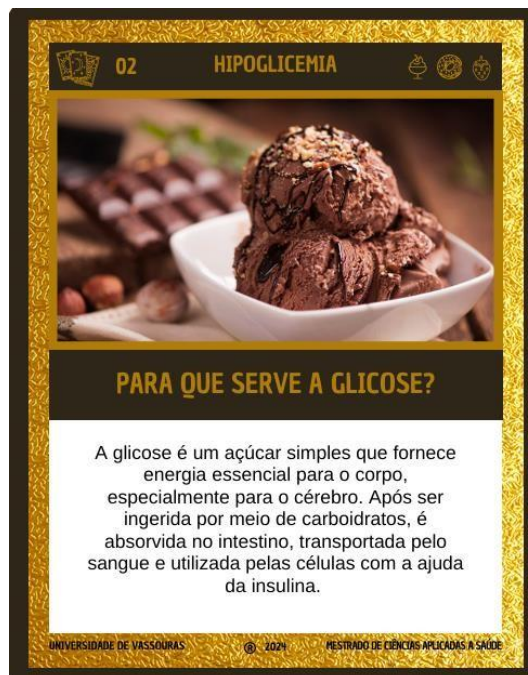 02 HIPOGLICEMIA
PARA QUE SERVE A GLICOSE?
A glicose é um açúcar simples que fornece
energia essencial para o corpo,
especialmente para o cérebro. Após ser
ingerida por meio de carboidratos, é
absorvida no intestino, transportada pelo
sangue e utilizada pelas células com a ajuda
da insulina.
UNIVERSIDADE DE VASSOURAS @ 2024 MESTRADO DE CIÊNCIAS APLICADAS A SAÚDE